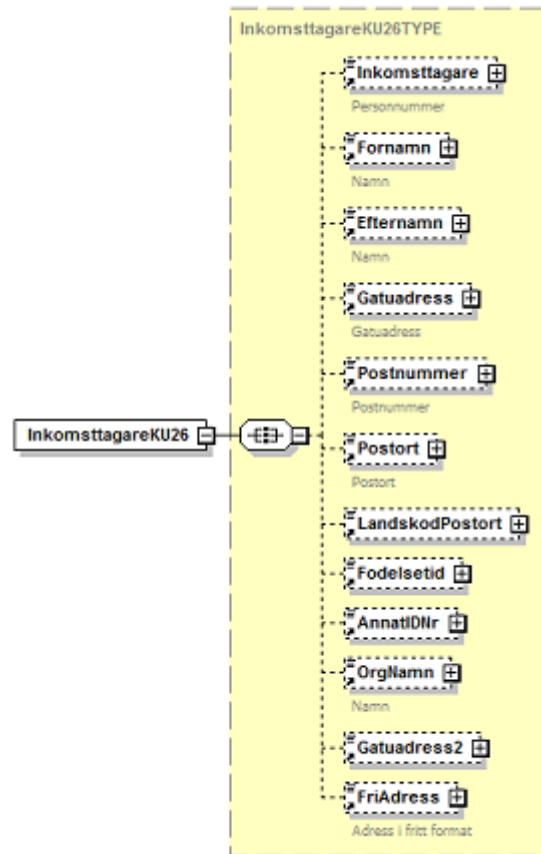 InkomsttagareKU26TYPE
Inkomsttagare
Personnummer
Fornamn
Namn
Efternamn
Namn
Gatuadress
Gatuadress
Postnummer
Postnummer
InkomsttagareKU26
Postort
Postort
LandskodPostort
Fodelsetid
AnnatIDNr
OrgNamn
Namn
Gatuadress2
FriAdress
Adress i fritt format